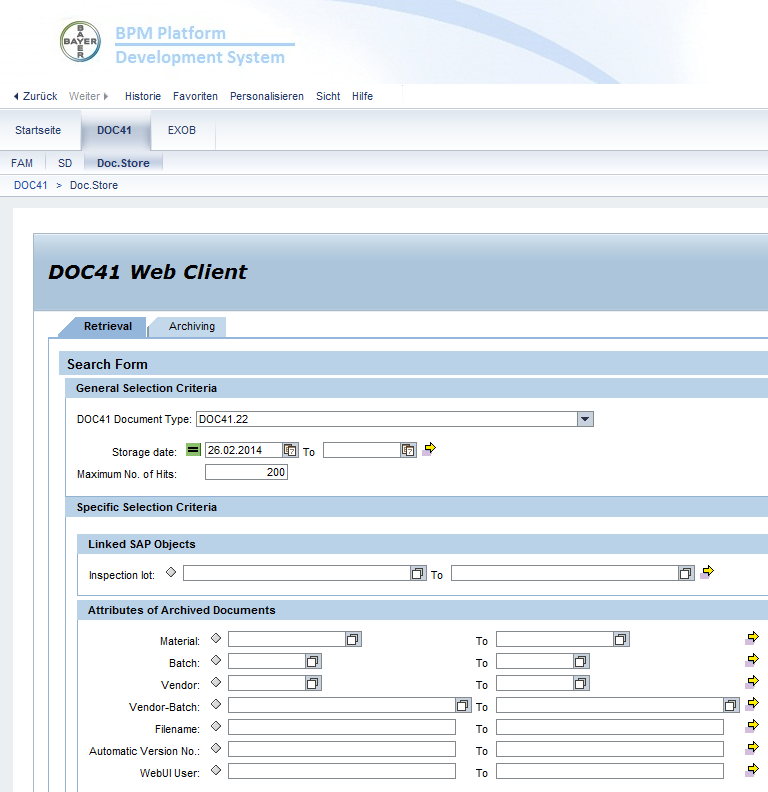 BAYER
BAYER
BPM Platform
Development System
Zurück Weiter Historie Favoriten Personalisieren Sicht Hilfe
Startseite DOC41 EXOB
FAM SD Doc.Store
DOC41 > Doc.Store
DOC41 Web Client
Retrieval Archiving
Search Form
General Selection Criteria
DOC41 Document Type: DOC41.22
Storage date: 26.02.2014 To
Maximum No. of Hits: 200
Specific Selection Criteria
Linked SAP Objects
Inspection lot: To
Attributes of Archived Documents
Material: To
Batch: To
Vendor: To
Vendor-Batch: To
Filename: To
Automatic Version No.: To
WebUI User: To